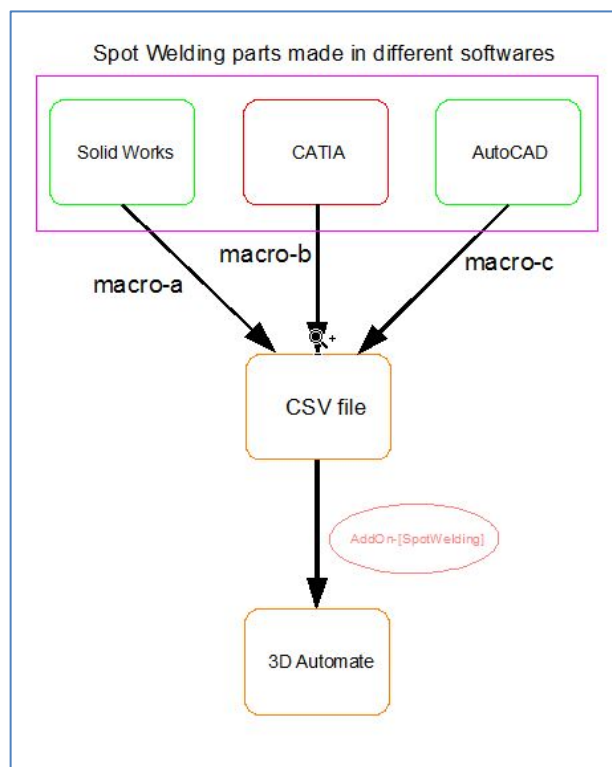 Spot Welding parts made in different softwares
Solid Works
CATIA
AutoCAD
macro-a
macro-b
macro-c
CSV file
AddOn-[SpotWelding]
3D Automate